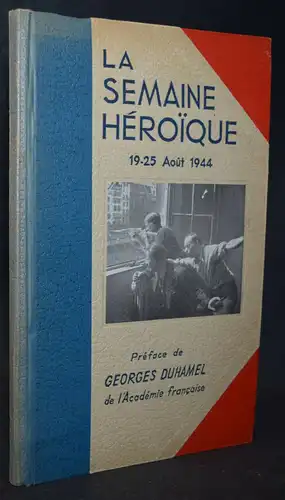 LA
SEMAINE
HÉROÏQUE
19-25 Août 1944
Préface de
GEORGES DUHAMEL
de l'Académie française